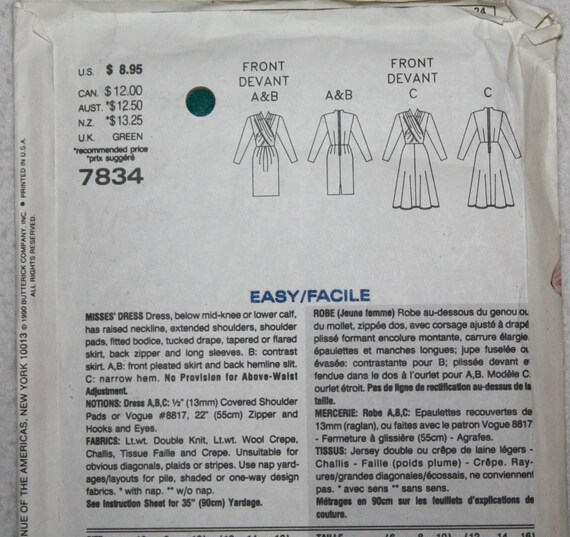 24
U.S. $ 8.95
CAN. $ 12.00
AUST. *$ 12.50
N.Z. *$ 13.25
U.K. GREEN
*recommended price
*prix suggéré
7834
FRONT
DEVANT
A&B
A&B
FRONT
DEVANT
C
C
EASY/FACILE
MISSES' DRESS Dress, below mid-knee or lower calf,
has raised neckline, extended shoulders, shoulder
pads, fitted bodice, tucked drape, tapered or flared
skirt, back zipper and long sleeves. B: contrast
skirt. A,B: front pleated skirt and back hemline slit.
C: narrow hem. No Provision for Above-Waist
Adjustment.
NOTIONS: Dress A,B,C: ½" (13mm) Covered Shoulder
Pads or Vogue #8817, 22" (55cm) Zipper and
Hooks and Eyes.
FABRICS: Lt.wt. Double Knit, Lt.wt. Wool Crepe,
Challis, Tissue Faille and Crepe. Unsuitable for
obvious diagonals, plaids or stripes. Use nap yard-
ages/layouts for pile, shaded or one-way design
fabrics. * with nap. ** w/o nap.
See Instruction Sheet for 35" (90cm) Yardage.
ROBE (Jeune femme) Robe au-dessous du genou ou
du mollet, zippée dos, avec corsage ajusté à drapé
plissé formant encolure montante, carrure élargie,
épaulettes et manches longues; jupe fuselée ou
évasée: contrastante pour B; plissée devant e
fendue dans le dos à l'ourlet pour A,B. Modèle C
ourlet étroit. Pas de ligne de rectification au-dessus de la
taille.
MERCERIE: Robe A,B,C: Epaulettes recouvertes de
13mm (raglan), ou faites avec le patron Vogue 8817
- Fermeture à glissière (55cm) - Agrafes.
TISSUS: Jersey double ou crêpe de laine légers -
Challis - Faille (poids plume) - Crêpe. Ray-
ures/grandes diagonales/écossais, ne conviennent
pas. * avec sens ** sans sens.
Métrages en 90cm sur les feuillets d'explications de
couture.
NUE OF THE AMERICAS, NEW YORK 10013 © 1990 BUTTERICK COMPANY, INC. • PRINTED IN U.S.A.
ALL RIGHTS RESERVED.